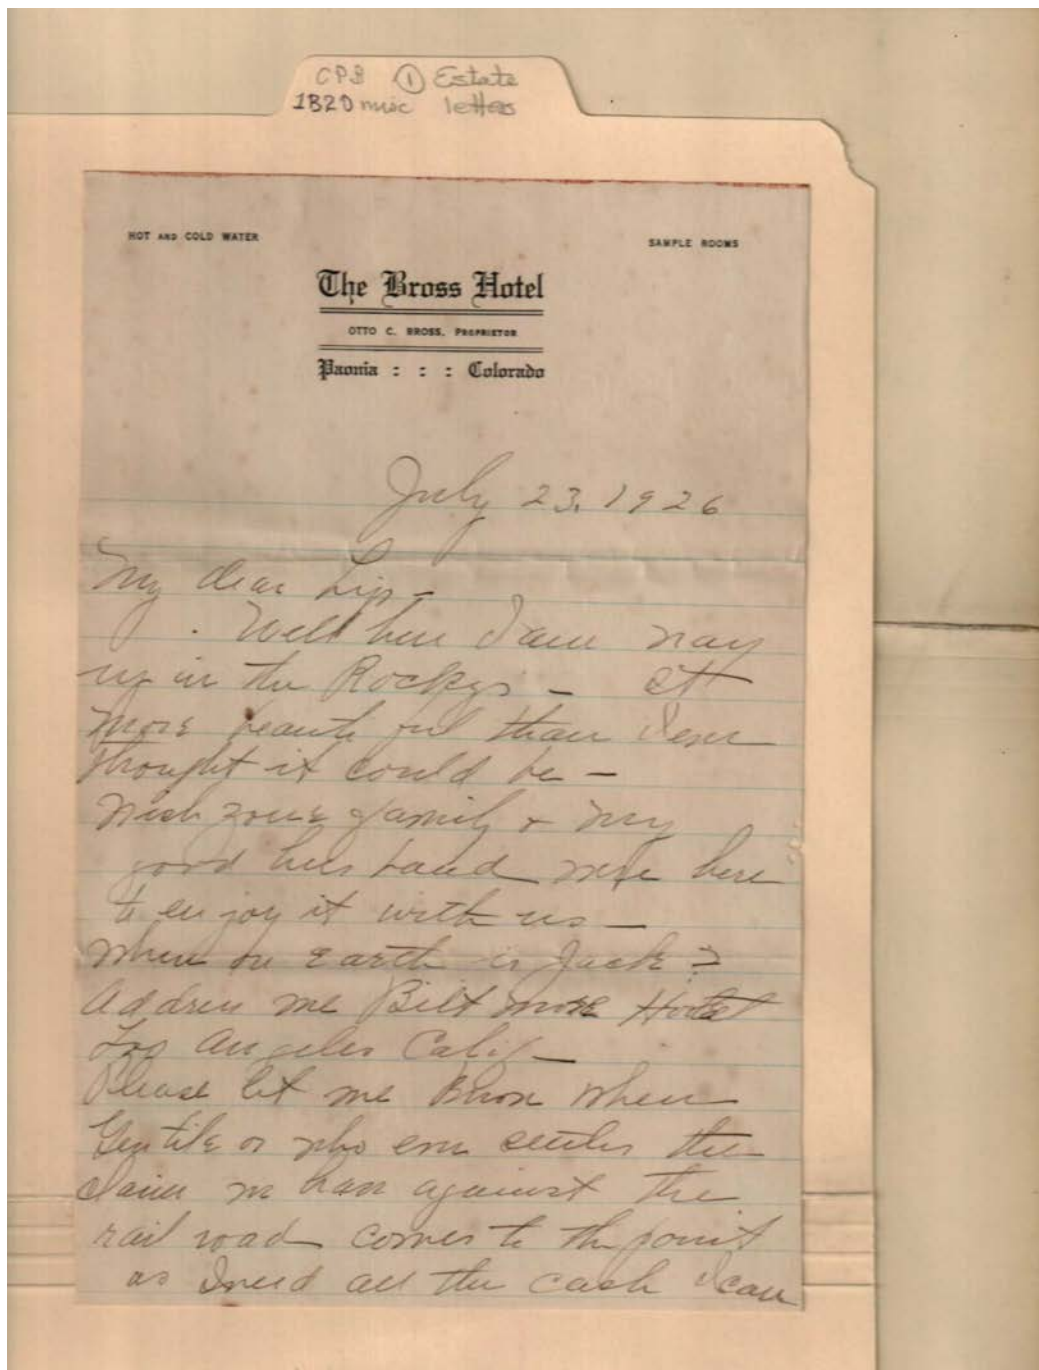 CPB ① Estate
1820 misc letters
HOT AND COLD WATER
SAMPLE ROOMS
The Bross Hotel
OTTO C. BROSS, PROPRIETOR
Paonia : : : Colorado
July 23, 1926
My dear Lip -
Well here I am way
up in the Rockys -
more beautiful than I ever
thought it could be -
Wish your family & my
good husband were here
to enjoy it with us -
Where on earth is Jack?
Address me Biltmore Hotel
Los Angeles Calif -
Please let me know when
Gentile or who ever settles the
claim we have against the
rail road comes to the point
as I need all the cash I can